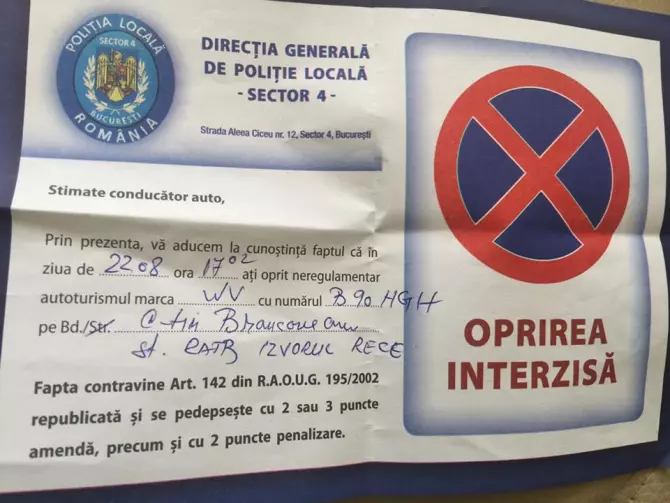 POLIȚIA LOCALĂ
SECTOR 4
BUCUREȘTI
ROMÂNIA
DIRECȚIA GENERALĂ
DE POLIȚIE LOCALĂ
- SECTOR 4 -
Strada Aleea Ciceu nr. 12, Sector 4, București
Stimate conducător auto,
Prin prezenta, vă aducem la cunoștință faptul că în
ziua de 22 08 ora 17 02 ați oprit neregulamentar
autoturismul marca WV cu numărul B 90 HGH
pe Bd./Str. C-tin Brancoveanu
st. RATB IZVORUL RECE
Fapta contravine Art. 142 din R.A.O.U.G. 195/2002
republicată și se pedepsește cu 2 sau 3 puncte
amendă, precum și cu 2 puncte penalizare.
OPRIREA
INTERZISĂ